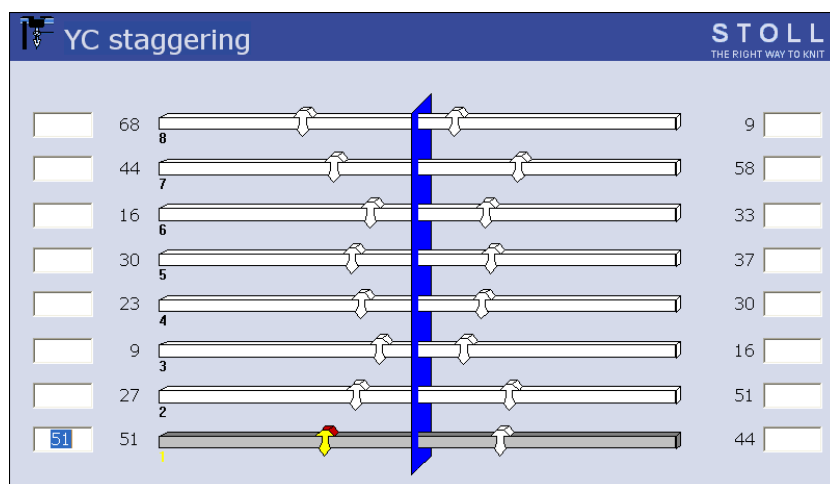 YC staggering
STOLL
THE RIGHT WAY TO KNIT
68 8 9
44 7 58
16 6 33
30 5 37
23 4 30
9 3 16
27 2 51
51 51 1 44